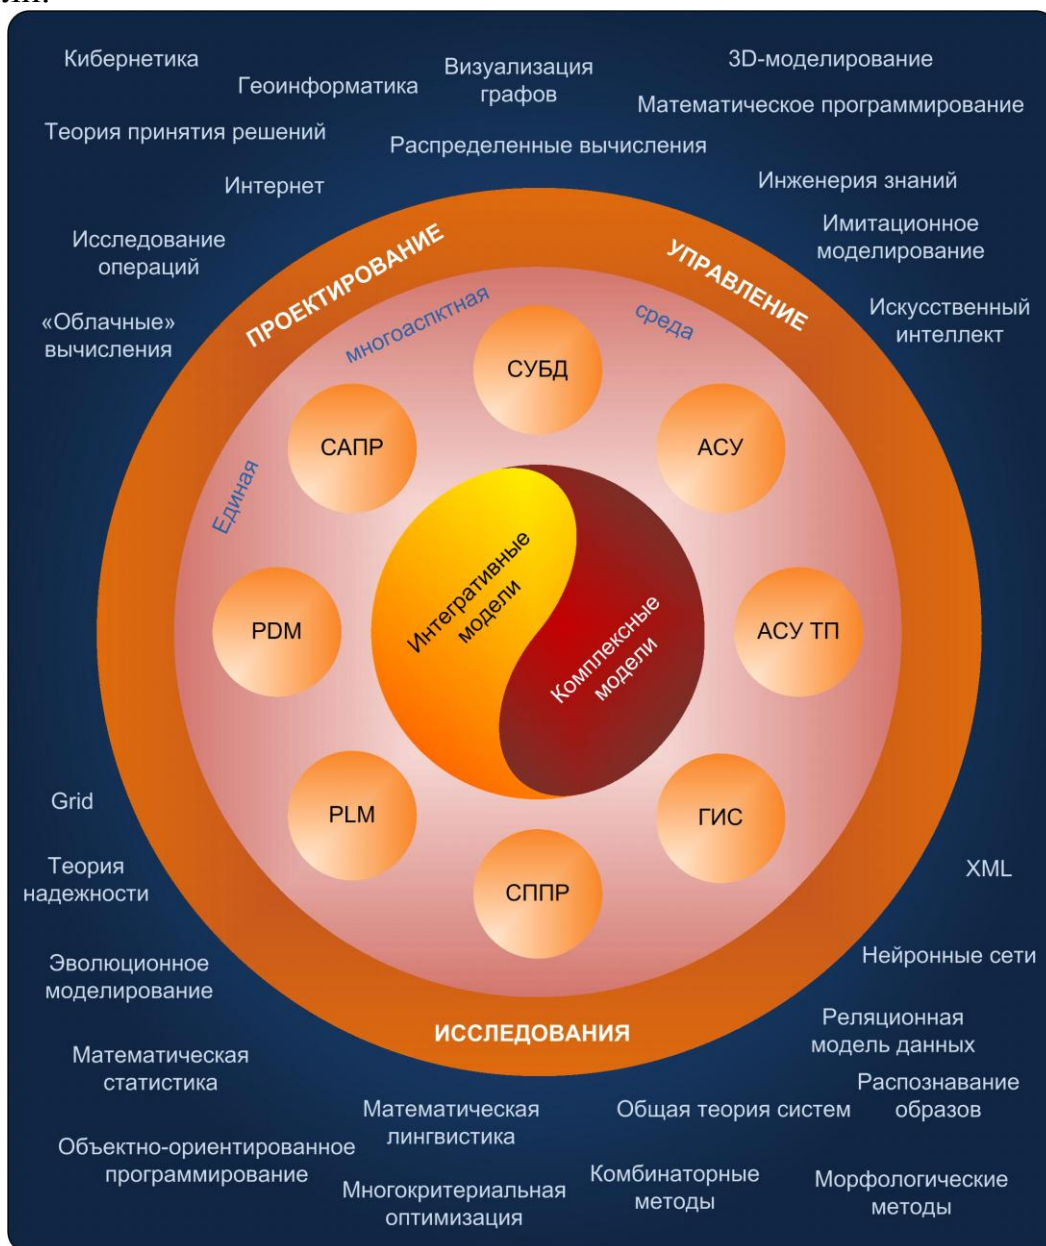 Кибернетика
Геоинформатика
Визуализация
графов
3D-моделирование
Математическое программирование
Теория принятия решений
Распределенные вычисления
Интернет
Инженерия знаний
Исследование
операций
Имитационное
моделирование
«Облачные»
вычисления
Искусственный
интеллект
ПРОЕКТИРОВАНИЕ
УПРАВЛЕНИЕ
Единая
многоаспктная
среда
СУБД
САПР
АСУ
PDM
Интегративные
модели
Комплексные
модели
АСУ ТП
PLM
ГИС
СППР
ИССЛЕДОВАНИЯ
Grid
Теория
надежности
XML
Эволюционное
моделирование
Нейронные сети
Математическая
статистика
Реляционная
модель данных
Распознавание
образов
Математическая
лингвистика
Общая теория систем
Объектно-ориентированное
программирование
Многокритериальная
оптимизация
Комбинаторные
методы
Морфологические
методы